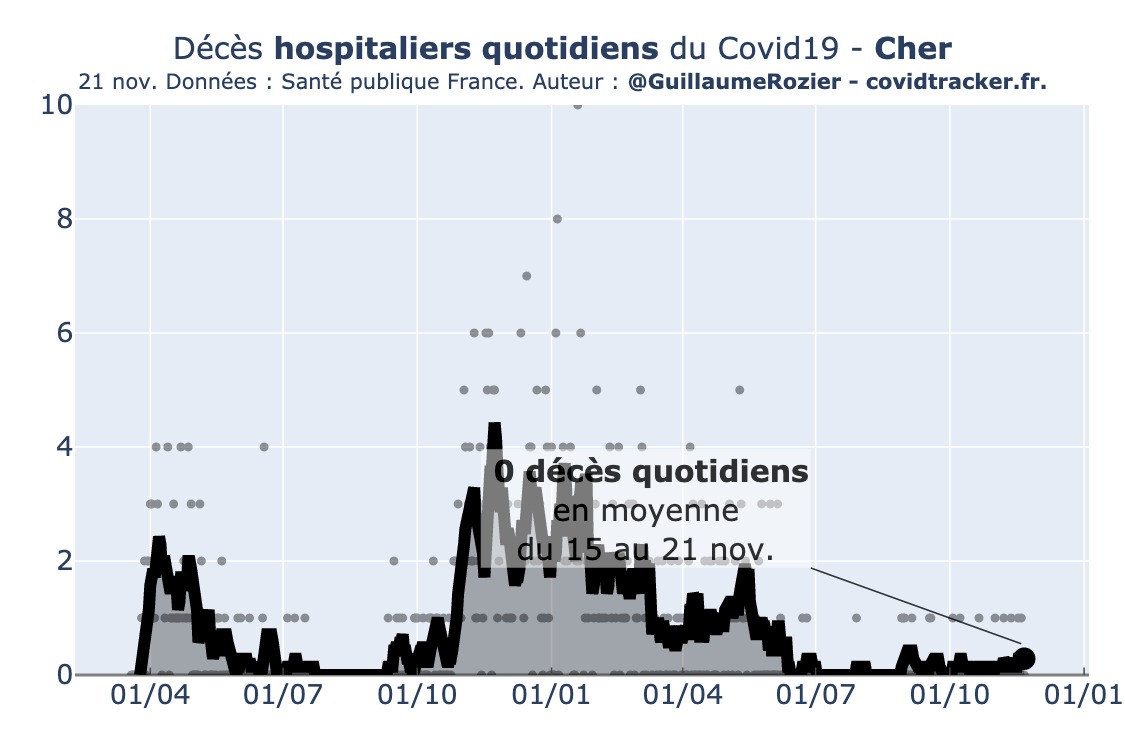 Décès hospitaliers quotidiens du Covid19 - Cher
21 nov. Données : Santé publique France. Auteur : @GuillaumeRozier - covidtracker.fr.
10
8
6
4
2
0
0 décès quotidiens
en moyenne
du 15 au 21 nov.
01/04 01/07 01/10 01/01 01/04 01/07 01/10 01/01